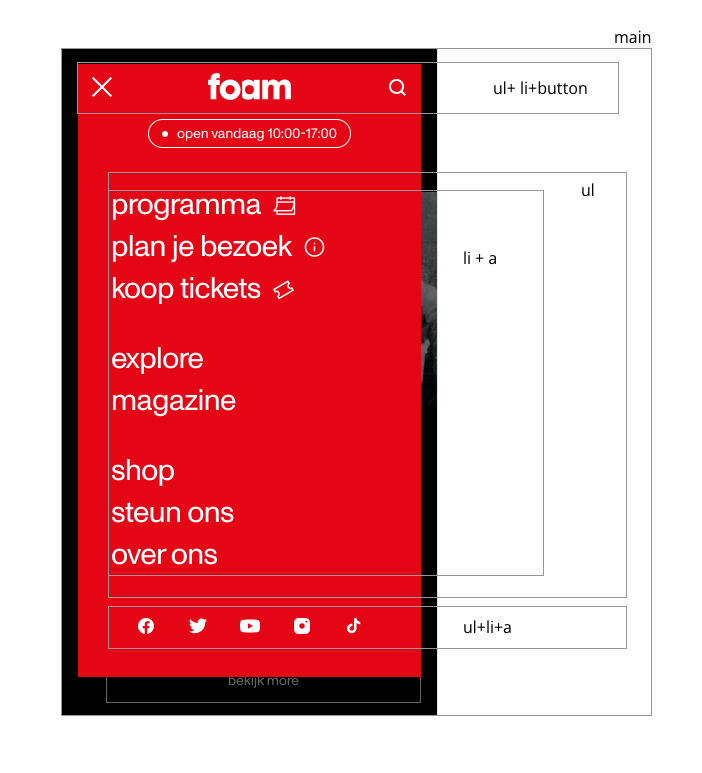 main
foam
ul+ li+button
open vandaag 10:00-17:00
ul
programma
plan je bezoek
li + a
koop tickets
explore
magazine
shop
steun ons
over ons
ul+li+a
bekijk more